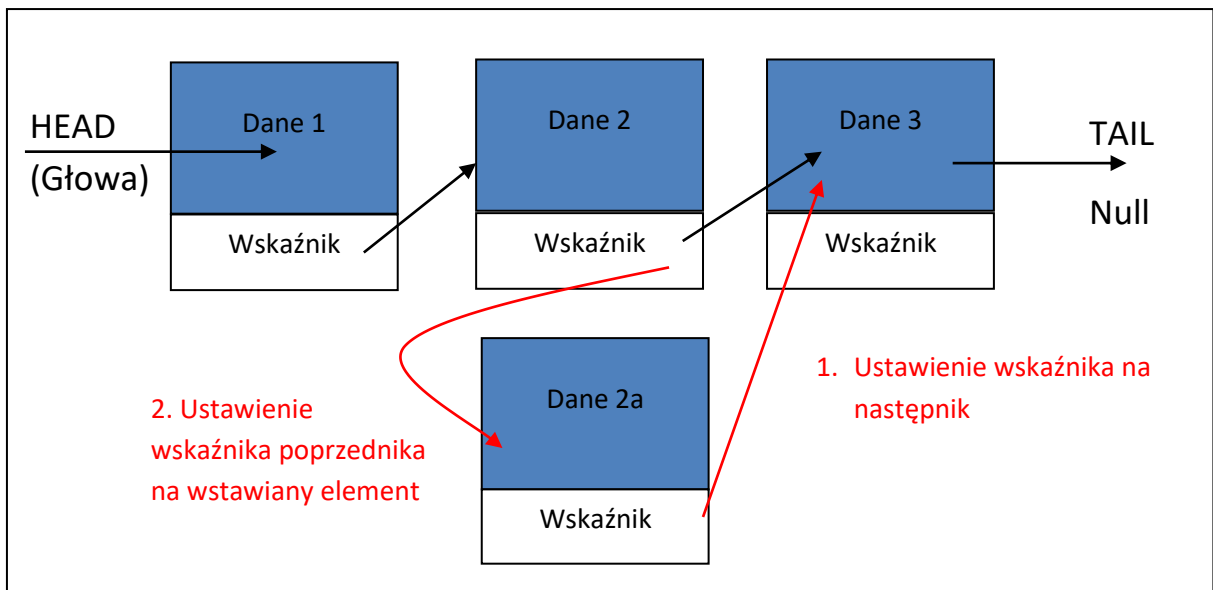 HEAD
(Głowa)
Dane 1
Wskaźnik
Dane 2
Wskaźnik
Dane 3
Wskaźnik
TAIL
Null
1. Ustawienie wskaźnika na
następnik
2. Ustawienie
wskaźnika poprzednika
na wstawiany element
Dane 2a
Wskaźnik